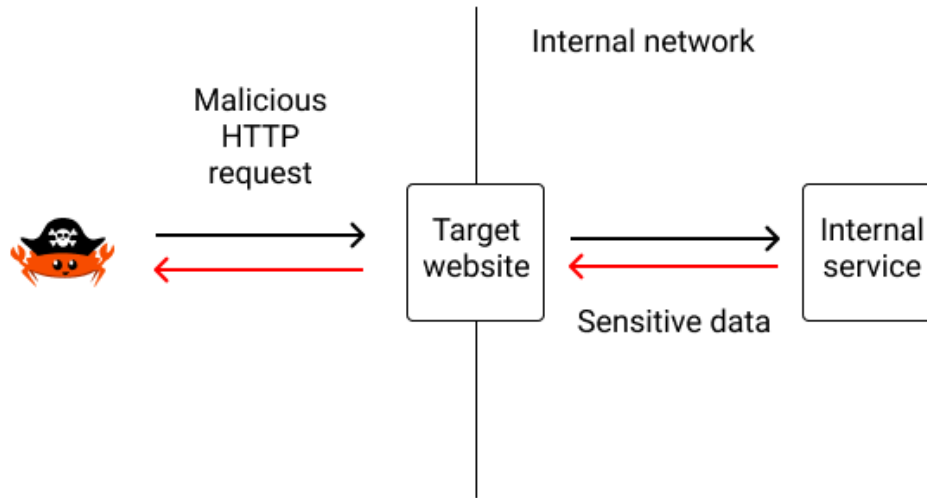 Internal network
Malicious
HTTP
request
Target
website
Internal
service
Sensitive data